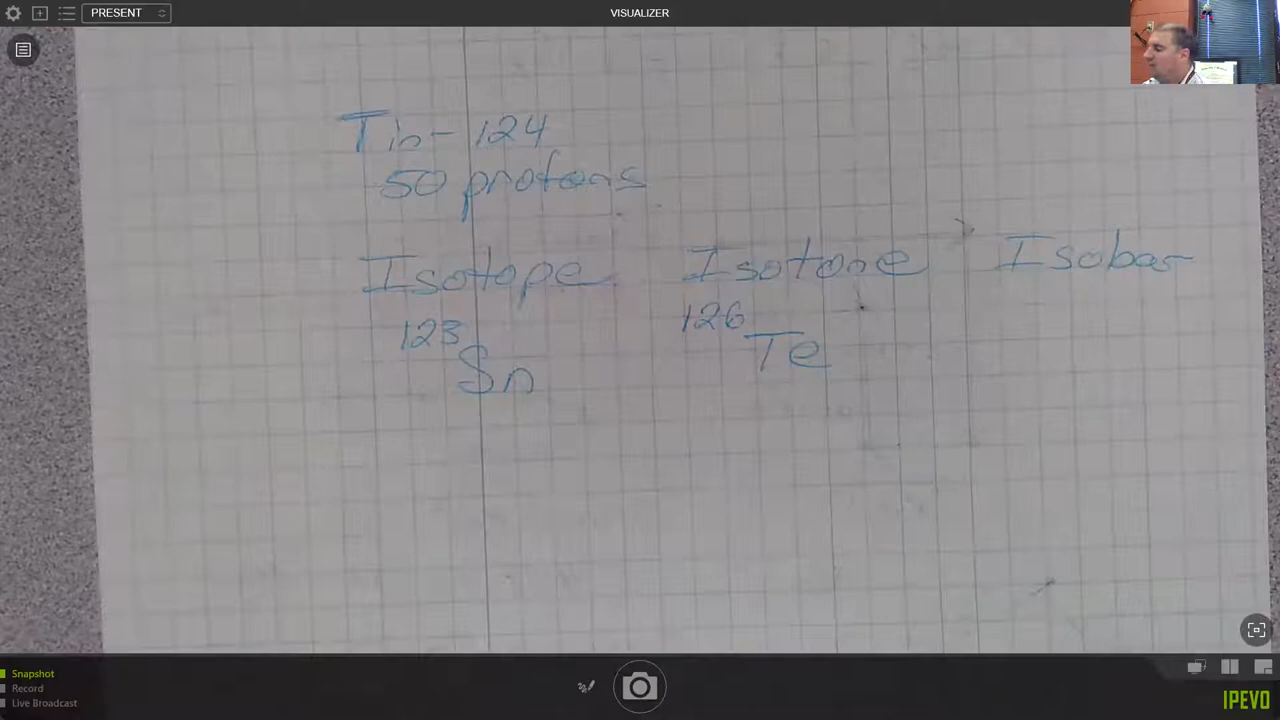 PRESENT
VISUALIZER
Tin-124
50 protons
Isotope Isotone Isobar
123 Sn 126 Te
Snapshot
Record
Live Broadcast
IPEVO